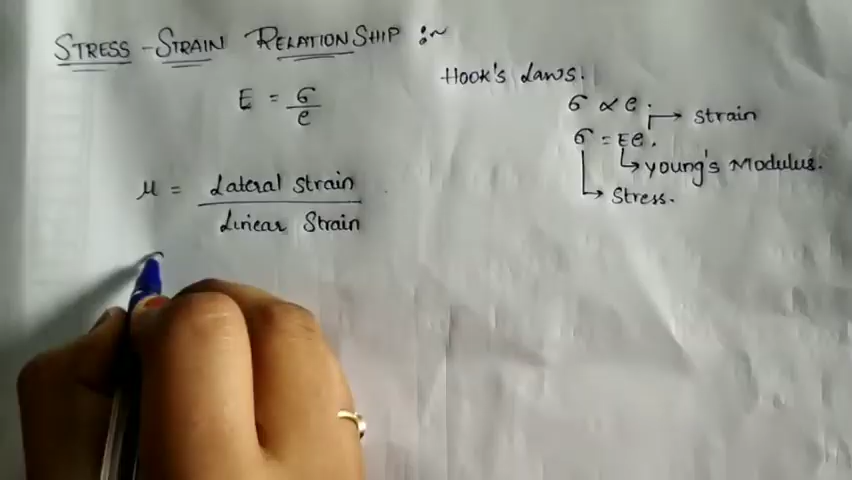 STRESS - STRAIN RELATIONSHIP :~
E = σ/e
μ = Lateral strain / Linear Strain
Hook's Laws.
σ ∝ e.
σ = Ee.
→ strain
→ young's Modulus.
→ Stress.